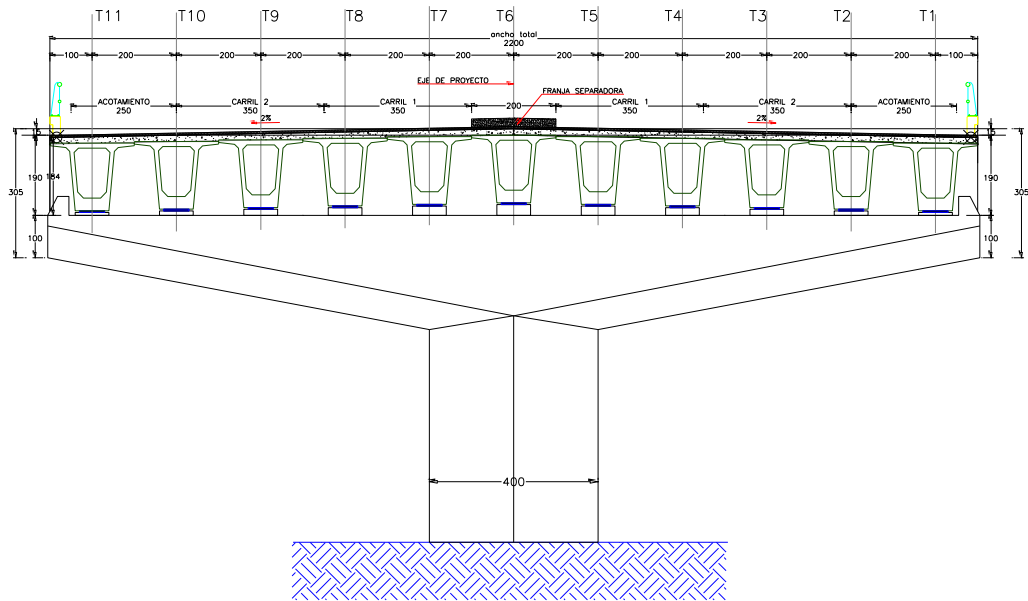 T11 T10 T9 T8 T7 T6 T5 T4 T3 T2 T1
ancho total
2200
100 200 200 200 200 200 200 200 200 200 200 100
EJE DE PROYECTO
FRANJA SEPARADORA
ACOTAMIENTO CARRIL 2 CARRIL 1 200 CARRIL 1 CARRIL 2 ACOTAMIENTO
250 350 350 350 350 250
2% 2%
190 184 190
305 305
100 100
400